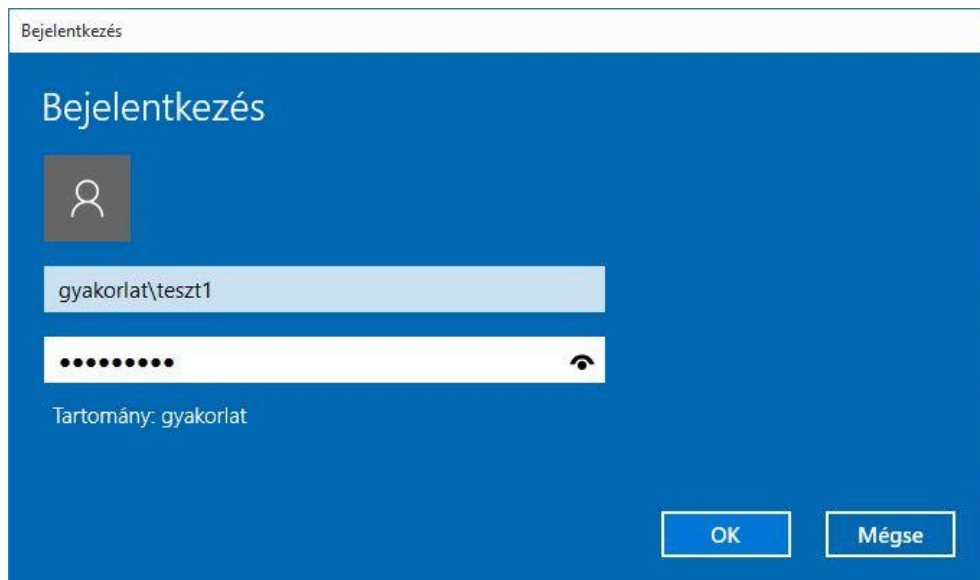 Bejelentkezés
Bejelentkezés
gyakorlat\teszt1
•••••••••
Tartomány: gyakorlat
OK
Mégse